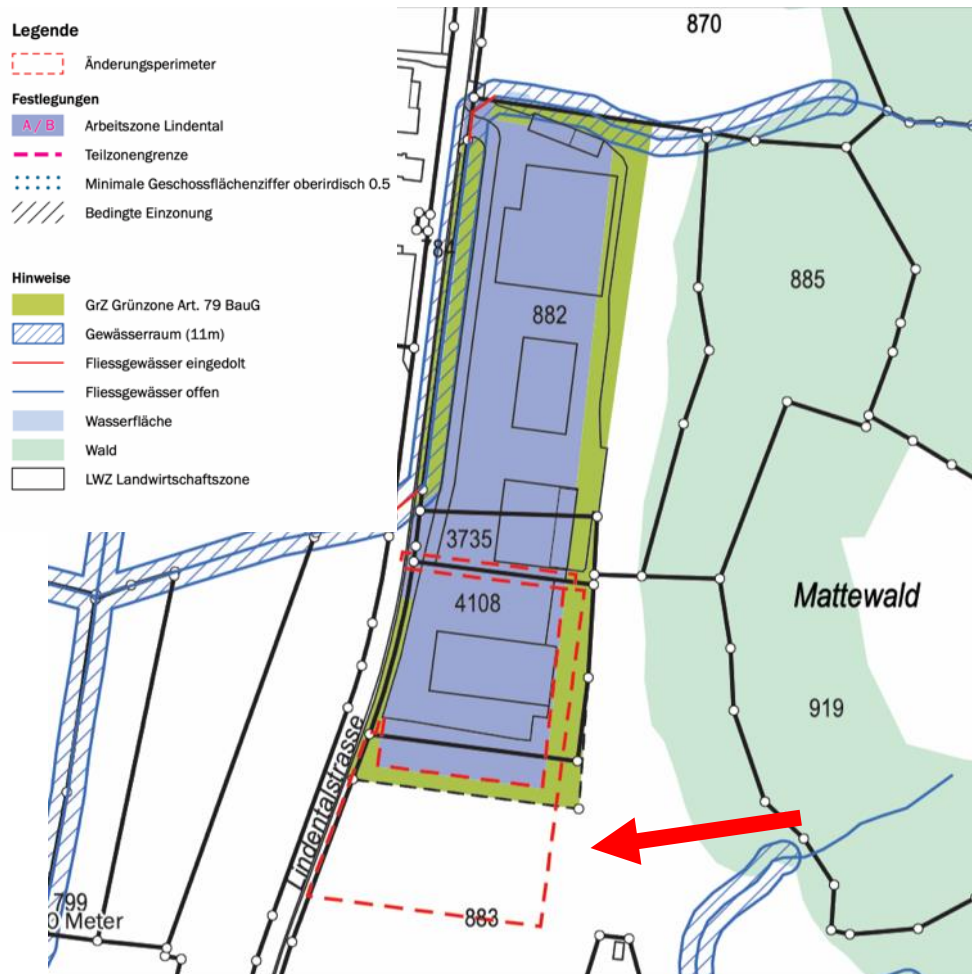 Legende
Änderungsperimeter
Festlegungen
A / B Arbeitszone Lindental
Teilzonengrenze
Minimale Geschossflächenziffer oberirdisch 0.5
Bedingte Einzonung
Hinweise
GrZ Grünzone Art. 79 BauG
Gewässerraum (11m)
Fliessgewässer eingedolt
Fliessgewässer offen
Wasserfläche
Wald
LWZ Landwirtschaftszone
870
784
885
882
3735
4108
Mattewald
919
Lindentalstrasse
799
0 Meter
883